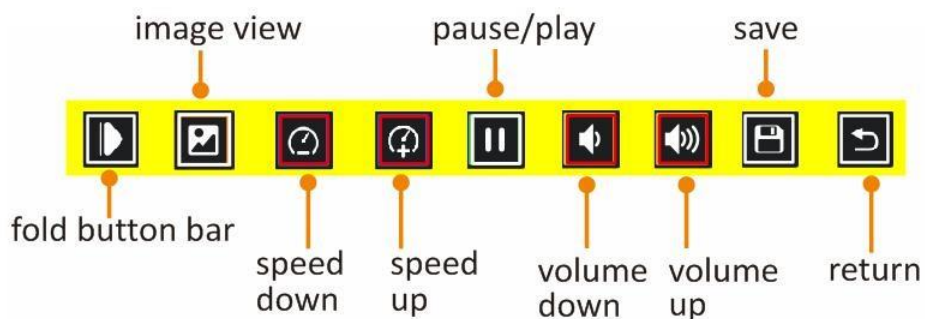 image view
pause/play
save
fold button bar
speed
down
speed
up
volume
down
volume
up
return